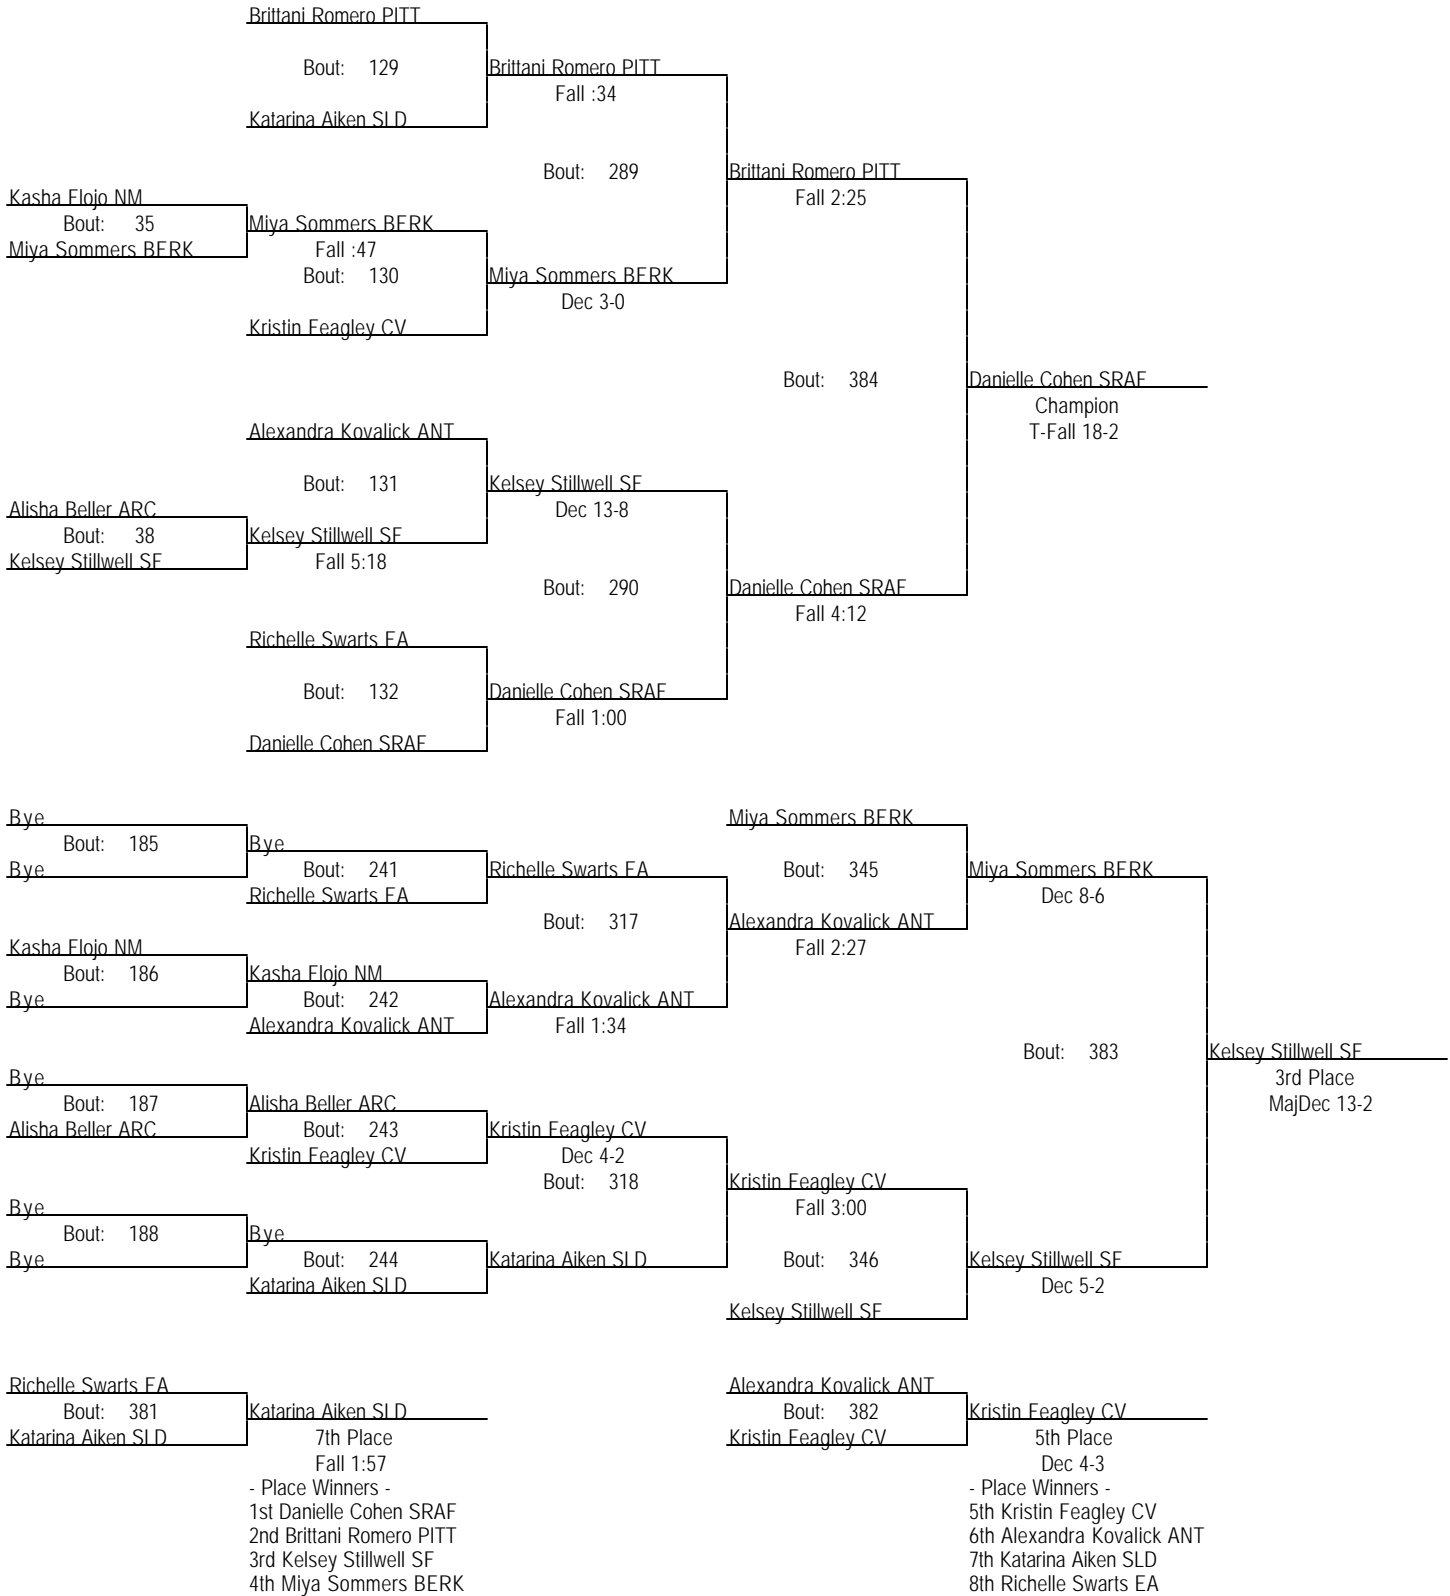 Brittani Romero PITT
Bout: 129
Brittani Romero PITT
Fall :34
Katarina Aiken SLD
Bout: 289
Brittani Romero PITT
Fall 2:25
Kasha Flojo NM
Bout: 35
Miya Sommers BERK
Miya Sommers BERK
Fall :47
Bout: 130
Miya Sommers BERK
Dec 3-0
Kristin Feagley CV
Bout: 384
Danielle Cohen SRAF
Champion
T-Fall 18-2
Alexandra Kovalick ANT
Bout: 131
Kelsey Stillwell SF
Dec 13-8
Alisha Beller ARC
Bout: 38
Kelsey Stillwell SF
Kelsey Stillwell SF
Fall 5:18
Bout: 290
Danielle Cohen SRAF
Fall 4:12
Richelle Swarts EA
Bout: 132
Danielle Cohen SRAF
Fall 1:00
Danielle Cohen SRAF
Bye
Bout: 185
Bye
Bye
Bout: 241
Richelle Swarts EA
Richelle Swarts EA
Bout: 317
Miya Sommers BERK
Bout: 345
Miya Sommers BERK
Dec 8-6
Alexandra Kovalick ANT
Fall 2:27
Kasha Flojo NM
Bout: 186
Bye
Kasha Flojo NM
Bout: 242
Alexandra Kovalick ANT
Alexandra Kovalick ANT
Fall 1:34
Bout: 383
Kelsey Stillwell SF
3rd Place
MajDec 13-2
Bye
Bout: 187
Alisha Beller ARC
Alisha Beller ARC
Bout: 243
Kristin Feagley CV
Kristin Feagley CV
Dec 4-2
Bout: 318
Kristin Feagley CV
Fall 3:00
Bye
Bout: 188
Bye
Bye
Bout: 244
Katarina Aiken SLD
Katarina Aiken SLD
Bout: 346
Kelsey Stillwell SF
Dec 5-2
Kelsey Stillwell SF
Richelle Swarts EA
Bout: 381
Katarina Aiken SLD
Katarina Aiken SLD
7th Place
Fall 1:57
- Place Winners -
1st Danielle Cohen SRAF
2nd Brittani Romero PITT
3rd Kelsey Stillwell SF
4th Miya Sommers BERK
Alexandra Kovalick ANT
Bout: 382
Kristin Feagley CV
Kristin Feagley CV
5th Place
Dec 4-3
- Place Winners -
5th Kristin Feagley CV
6th Alexandra Kovalick ANT
7th Katarina Aiken SLD
8th Richelle Swarts EA